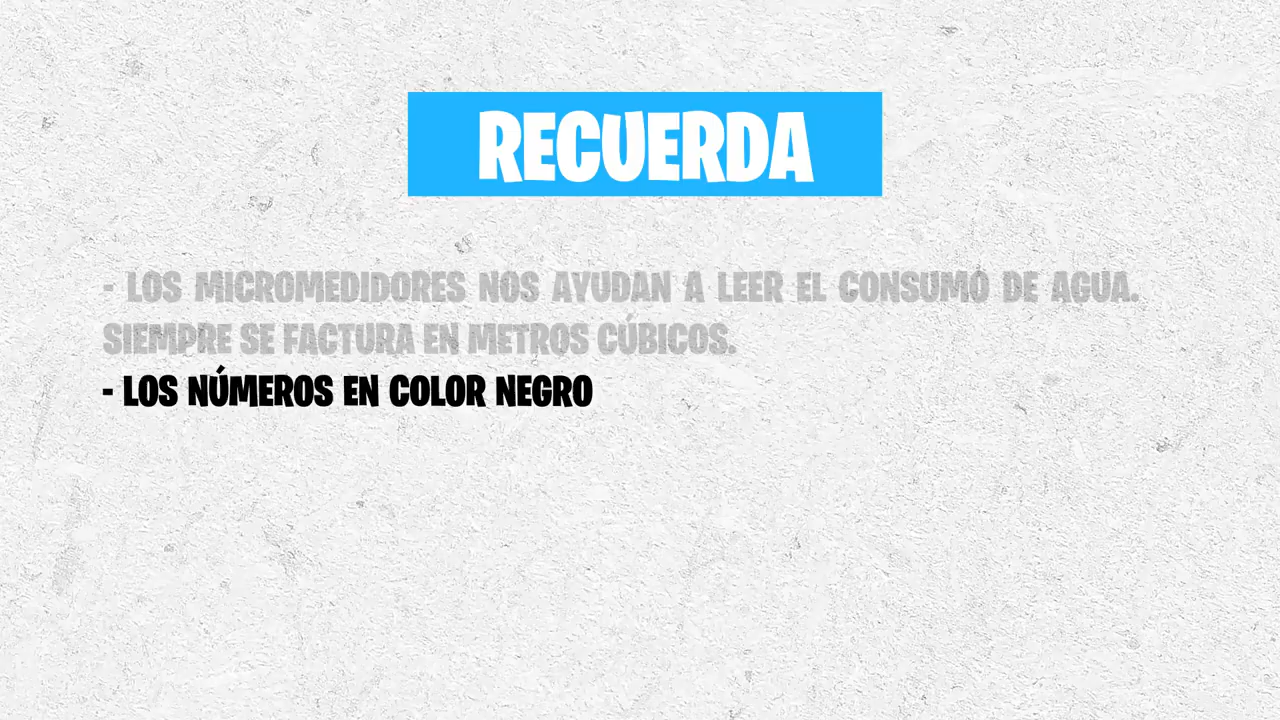 RECUERDA
- LOS MICROMEDIDORES NOS AYUDAN A LEER EL CONSUMO DE AGUA.
SIEMPRE SE FACTURA EN METROS CÚBICOS.
- LOS NÚMEROS EN COLOR NEGRO